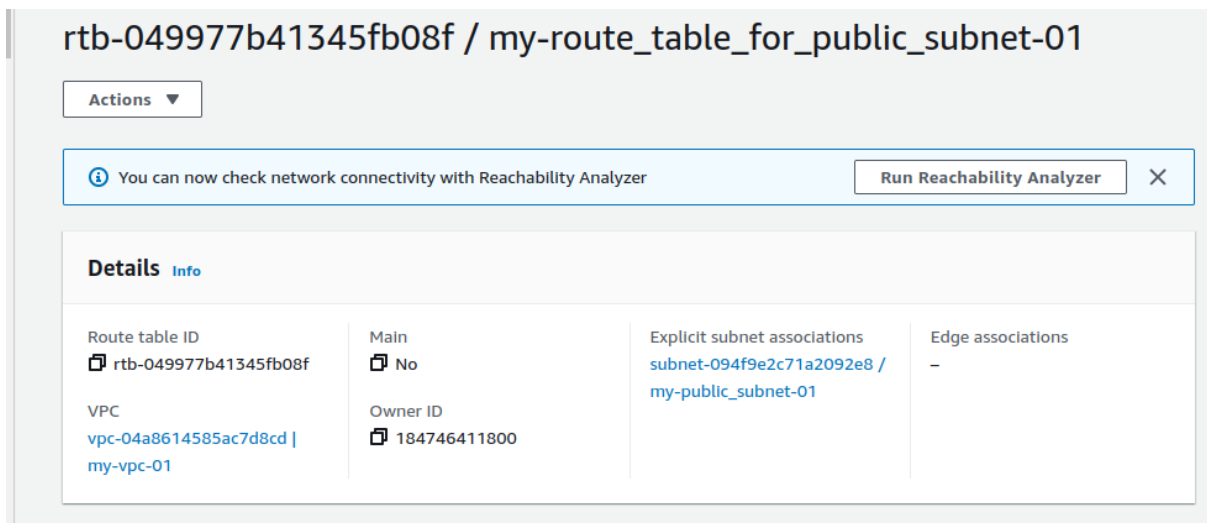 rtb-049977b41345fb08f / my-route_table_for_public_subnet-01
Actions
You can now check network connectivity with Reachability Analyzer
Run Reachability Analyzer
Details Info
Route table ID
rtb-049977b41345fb08f
Main
No
Explicit subnet associations
subnet-094f9e2c71a2092e8 /
my-public_subnet-01
Edge associations
–
VPC
vpc-04a8614585ac7d8cd |
my-vpc-01
Owner ID
184746411800